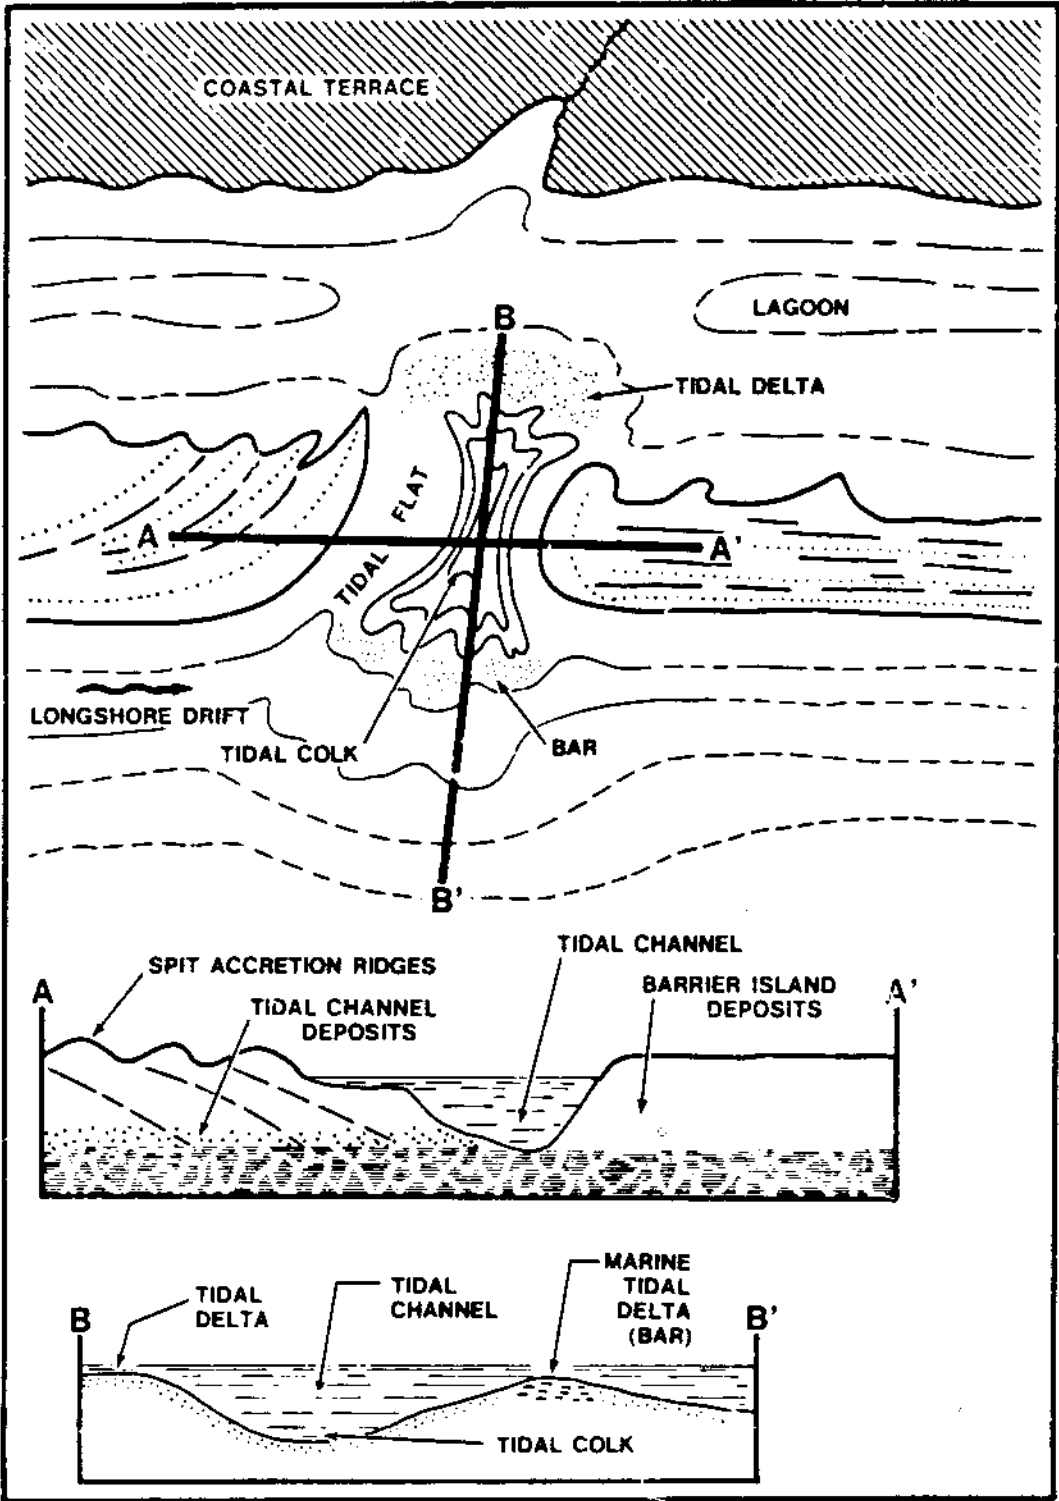 COASTAL TERRACE
LAGOON
B
TIDAL DELTA
TIDAL FLAT
A
A'
LONGSHORE DRIFT
TIDAL COLK
BAR
B'
TIDAL CHANNEL
SPIT ACCRETION RIDGES
BARRIER ISLAND
DEPOSITS
A
A'
TIDAL CHANNEL
DEPOSITS
MARINE
TIDAL
DELTA
(BAR)
TIDAL
CHANNEL
TIDAL
DELTA
B
B'
TIDAL COLK